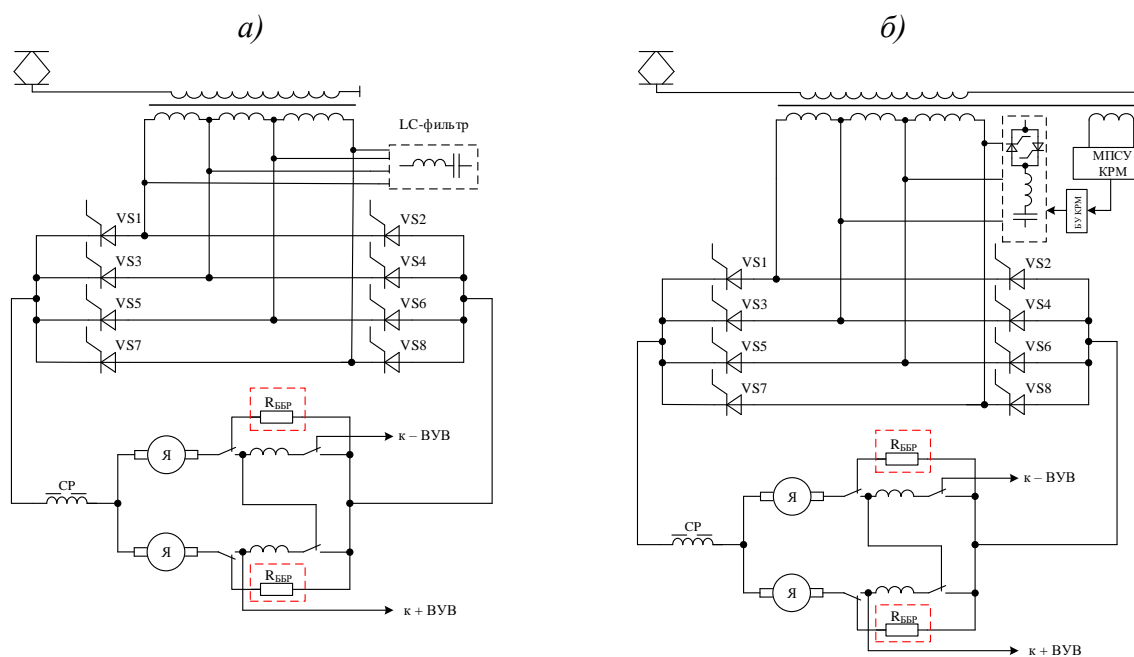 а)
LC-фильтр
VS1
VS2
VS3
VS4
VS5
VS6
VS7
VS8
RББР
Я
к – ВУВ
СР
Я
RББР
к + ВУВ
б)
МПСУ
КРМ
БУ КРМ
VS1
VS2
VS3
VS4
VS5
VS6
VS7
VS8
RББР
Я
к – ВУВ
СР
Я
RББР
к + ВУВ